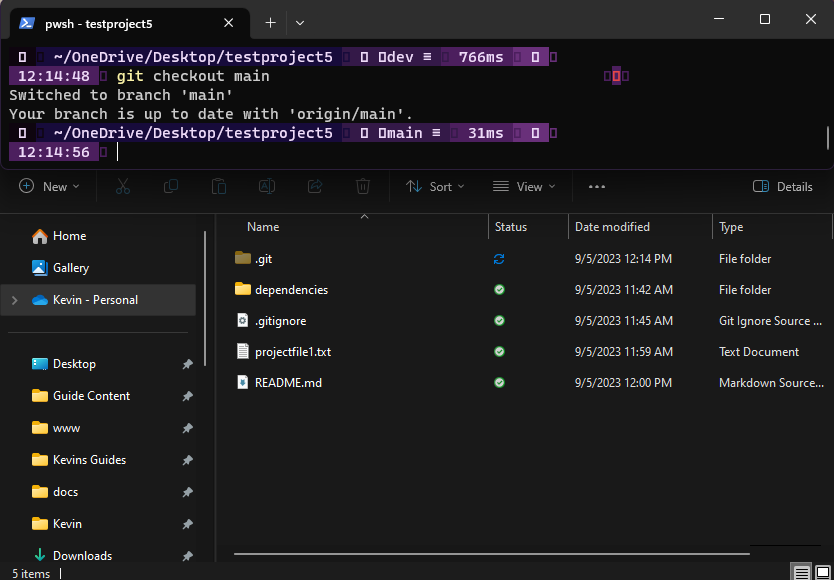 pwsh - testproject5
~/OneDrive/Desktop/testproject5 dev ≡ 766ms
12:14:48 git checkout main
Switched to branch 'main'
Your branch is up to date with 'origin/main'.
~/OneDrive/Desktop/testproject5 main ≡ 31ms
12:14:56
New Sort View ... Details
Name Status Date modified Type
Home
Gallery
Kevin - Personal
Desktop
Guide Content
www
Kevins Guides
docs
Kevin
Downloads
.git 9/5/2023 12:14 PM File folder
dependencies 9/5/2023 11:42 AM File folder
.gitignore 9/5/2023 11:45 AM Git Ignore Source ...
projectfile1.txt 9/5/2023 11:59 AM Text Document
README.md 9/5/2023 12:00 PM Markdown Source...
5 items